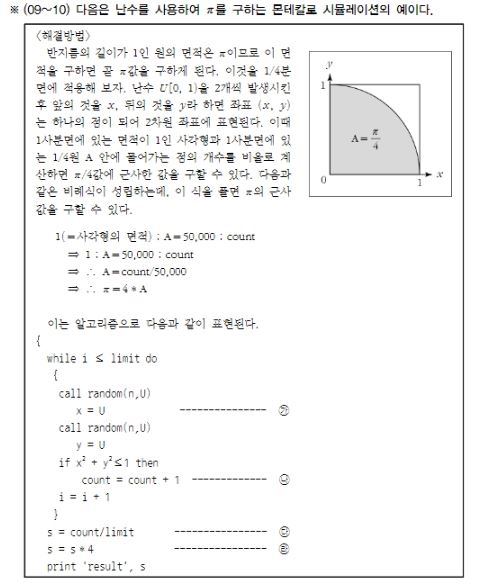 ※ (09～10) 다음은 난수를 사용하여 π를 구하는 몬테칼로 시뮬레이션의 예이다.
〈해결방법〉
반지름의 길이가 1인 원의 면적은 π이므로 이 면
적을 구하면 곧 π값을 구하게 된다. 이것을 1/4분
면에 적용해 보자. 난수 U[0, 1)을 2개씩 발생시킨
후 앞의 것을 x, 뒤의 것을 y라 하면 좌표 (x, y)
는 하나의 점이 되어 2차원 좌표에 표현된다. 이때
1사분면에 있는 면적이 1인 사각형과 1사분면에 있
는 1/4원 A 안에 들어가는 점의 개수를 비율로 계
산하면 π/4값에 근사한 값을 구할 수 있다. 다음과
같은 비례식이 성립하는데, 이 식을 풀면 π의 근사
값을 구할 수 있다.
y
1
A = π/4
0
1
x
1(=사각형의 면적) : A=50,000 : count
⇒ 1 : A=50,000 : count
⇒ ∴ A=count/50,000
⇒ ∴ π=4*A
이는 알고리즘으로 다음과 같이 표현된다.
{
while i ≤ limit do
{
call random(n,U)
x = U --------------- ㉮
call random(n,U)
y = U
if x² + y²≤1 then
count = count + 1 ------------- ㉯
i = i + 1
}
s = count/limit ---------------- ㉰
s = s*4 ---------------- ㉱
print 'result', s